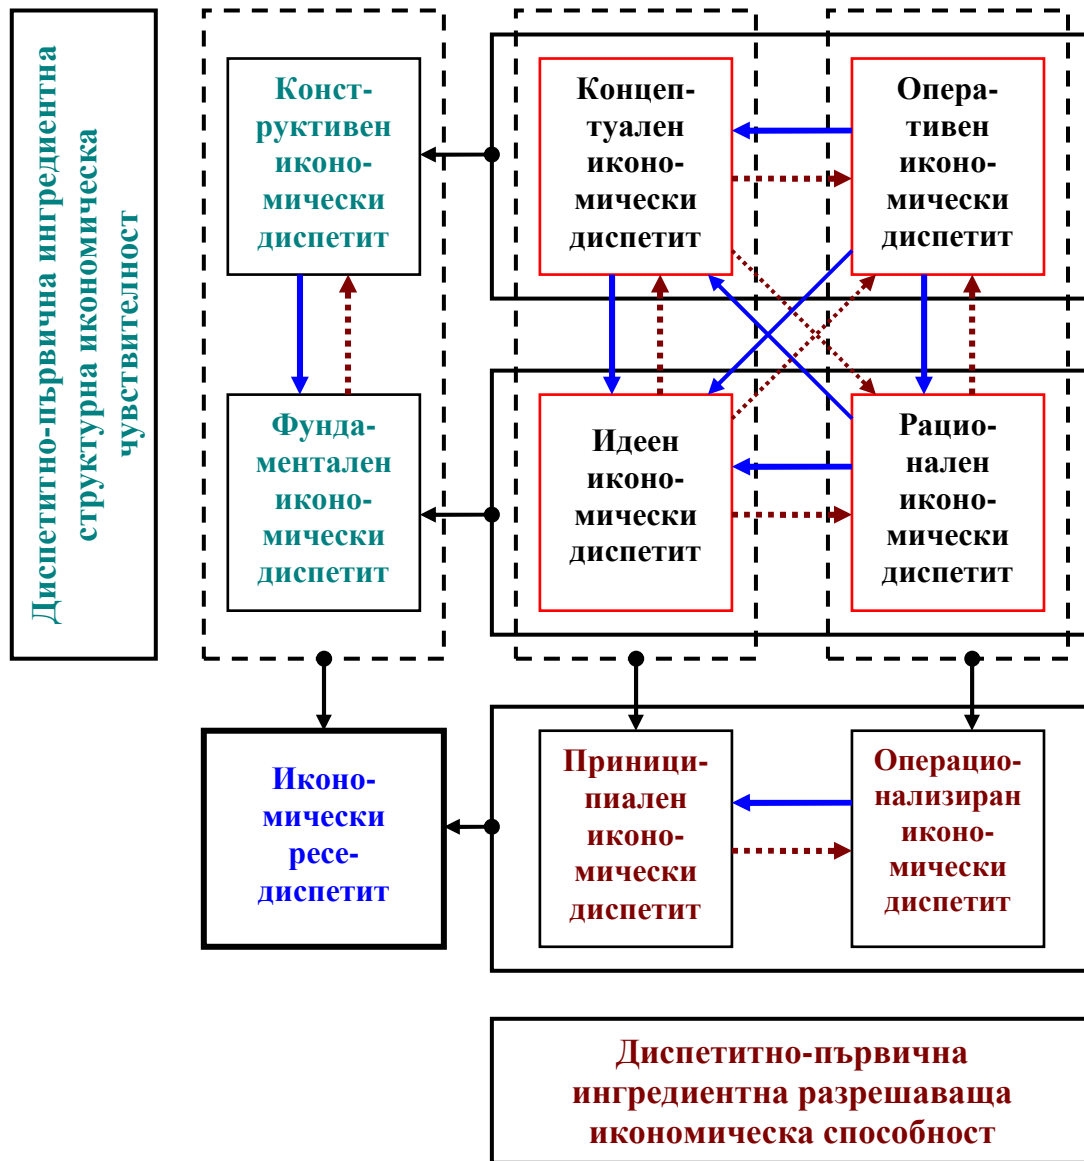 Диспетитно-първична ингредиентна
структурна икономическа
чувствителност
Конст-
руктивен
иконо-
мически
диспетит
Концеп-
туален
иконо-
мически
диспетит
Опера-
тивен
иконо-
мически
диспетит
Фунда-
ментален
иконо-
мически
диспетит
Идеен
иконо-
мически
диспетит
Рацио-
нален
иконо-
мически
диспетит
Иконо-
мически
ресе-
диспетит
Приници-
пиален
иконо-
мически
диспетит
Операцио-
нализиран
иконо-
мически
диспетит
Диспетитно-първична
ингредиентна разрешаваща
икономическа способност